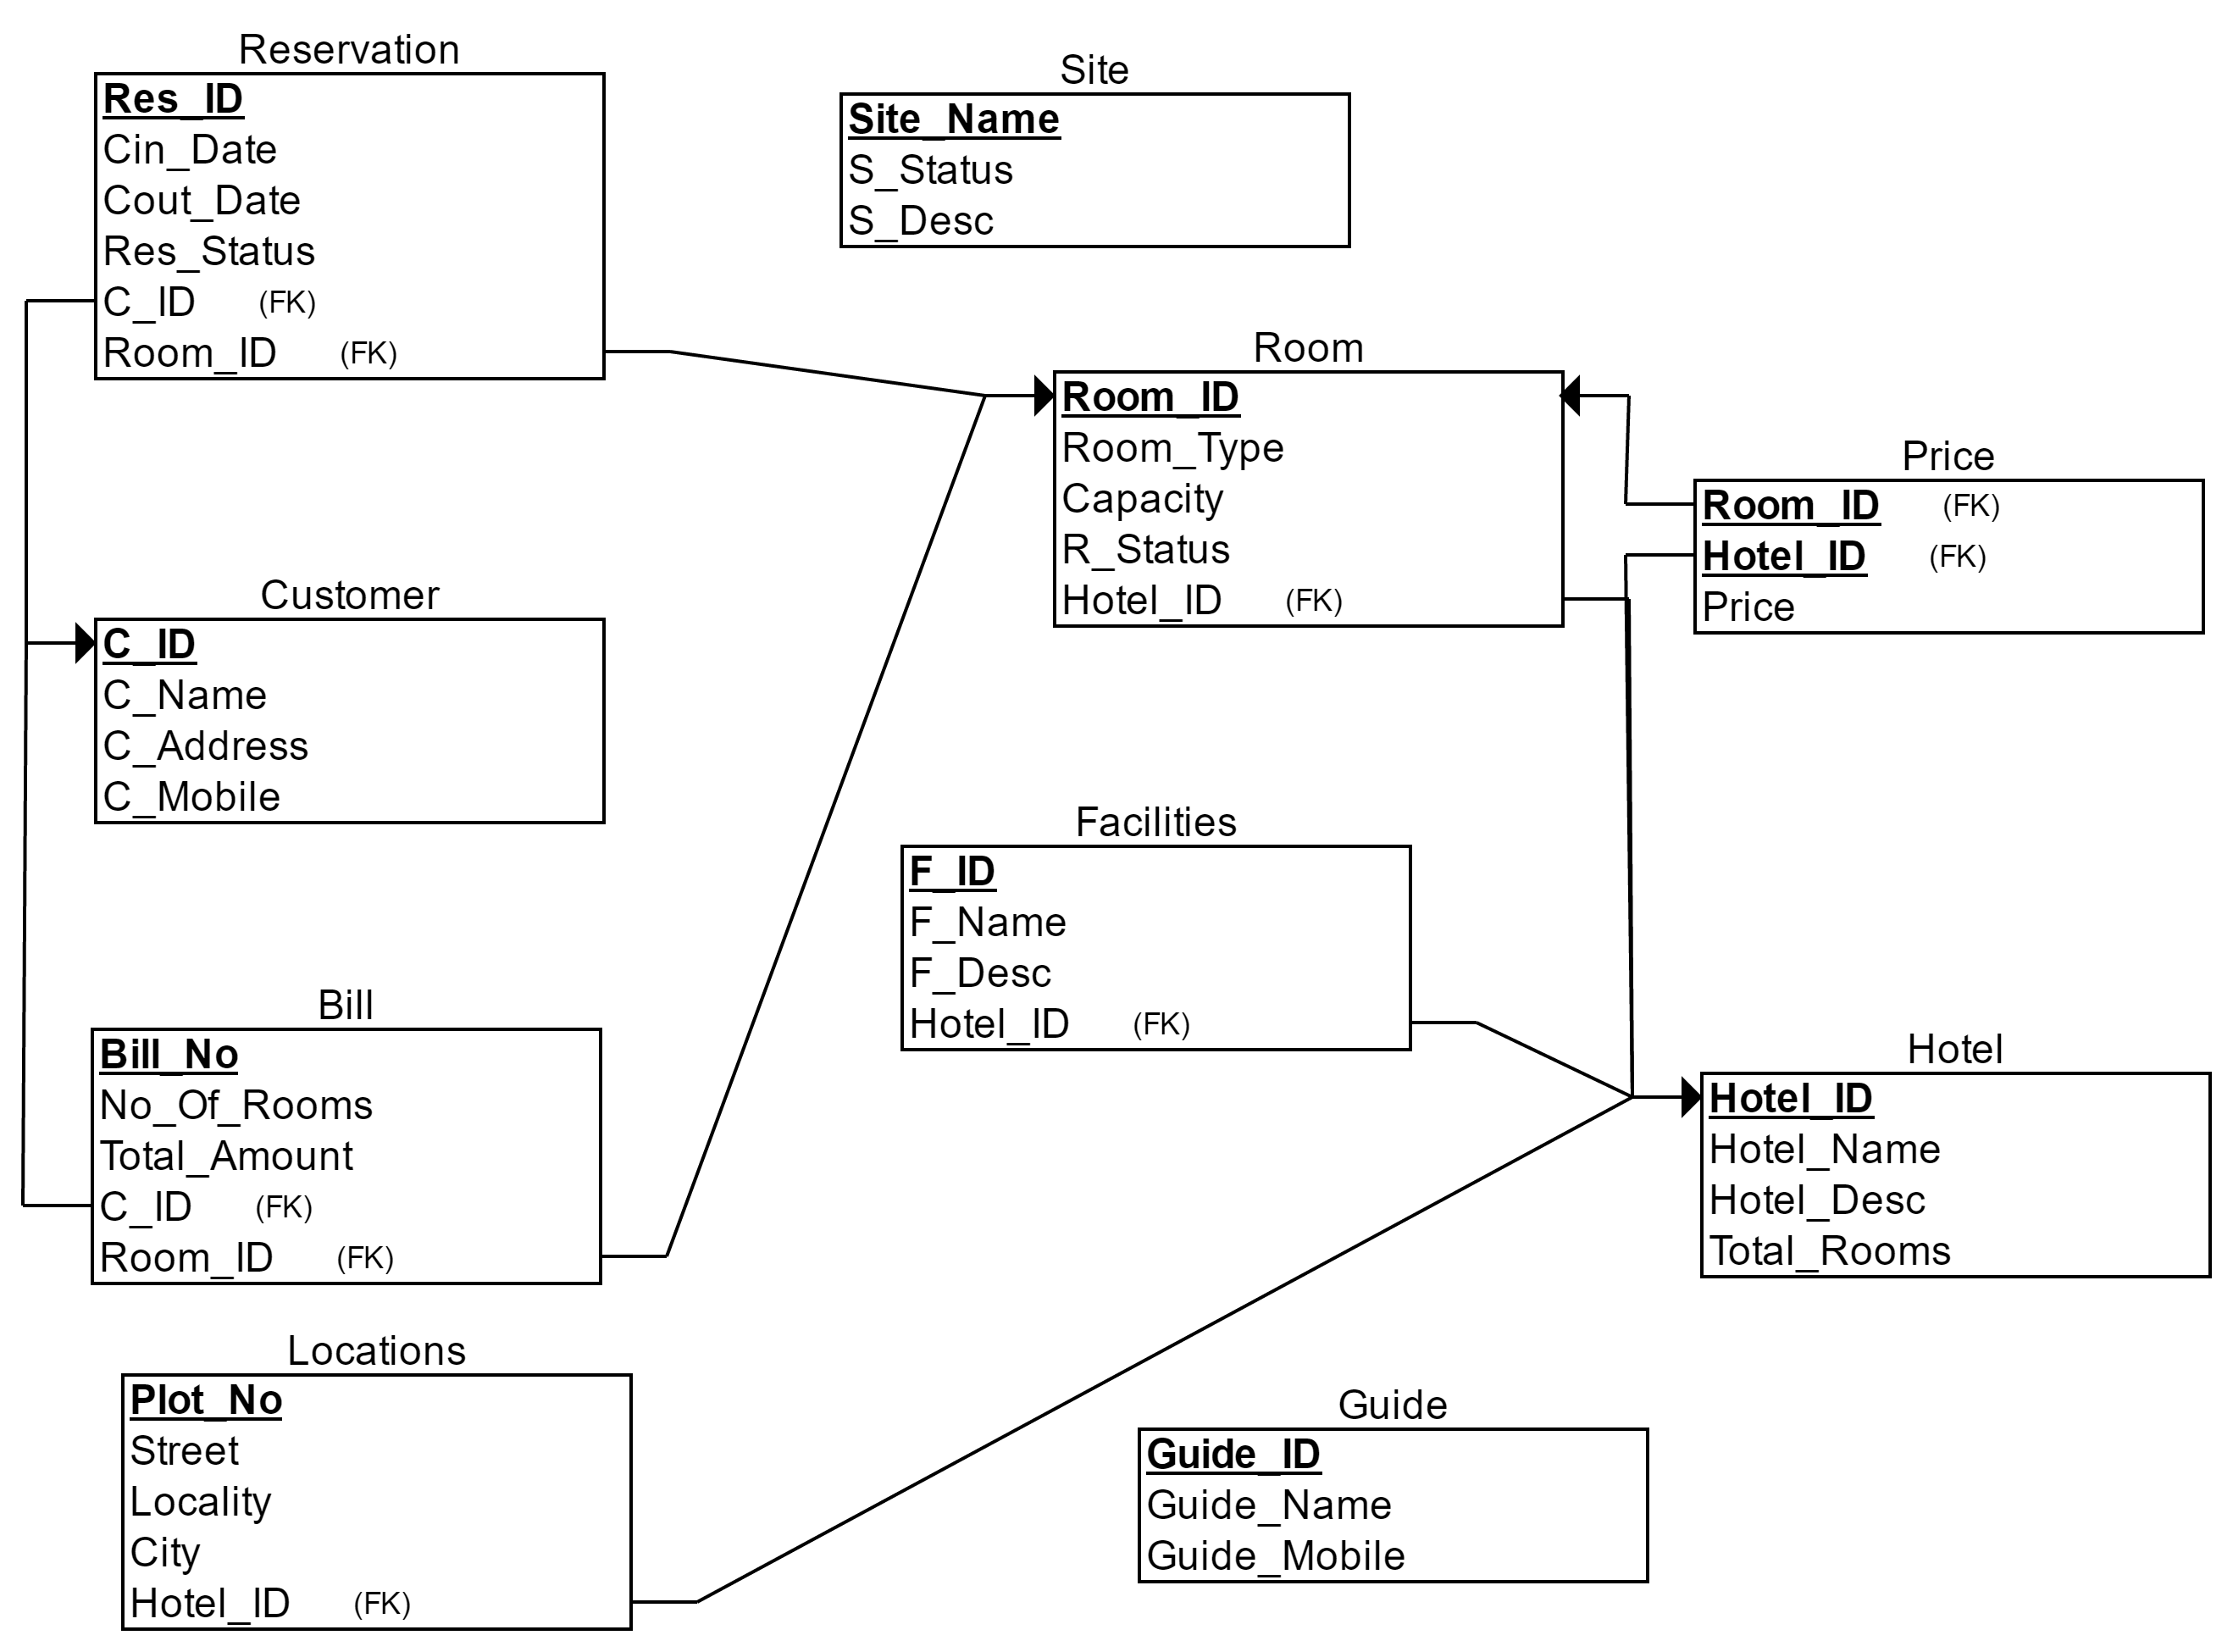 Reservation
Res_ID
Cin_Date
Cout_Date
Res_Status
C_ID (FK)
Room_ID (FK)
Site
Site_Name
S_Status
S_Desc
Room
Room_ID
Room_Type
Capacity
R_Status
Hotel_ID (FK)
Price
Room_ID (FK)
Hotel_ID (FK)
Price
Customer
C_ID
C_Name
C_Address
C_Mobile
Facilities
F_ID
F_Name
F_Desc
Hotel_ID (FK)
Bill
Bill_No
No_Of_Rooms
Total_Amount
C_ID (FK)
Room_ID (FK)
Hotel
Hotel_ID
Hotel_Name
Hotel_Desc
Total_Rooms
Locations
Plot_No
Street
Locality
City
Hotel_ID (FK)
Guide
Guide_ID
Guide_Name
Guide_Mobile